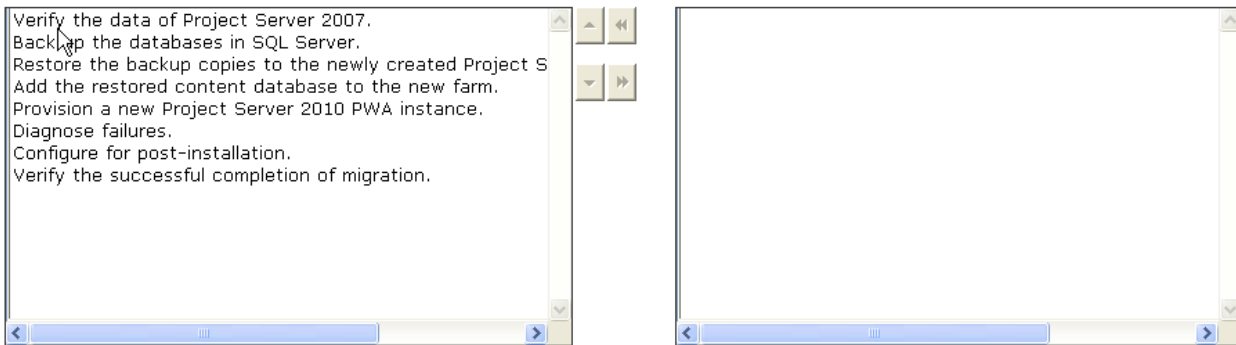 Verify the data of Project Server 2007.
Back up the databases in SQL Server.
Restore the backup copies to the newly created Project S
Add the restored content database to the new farm.
Provision a new Project Server 2010 PWA instance.
Diagnose failures.
Configure for post-installation.
Verify the successful completion of migration.